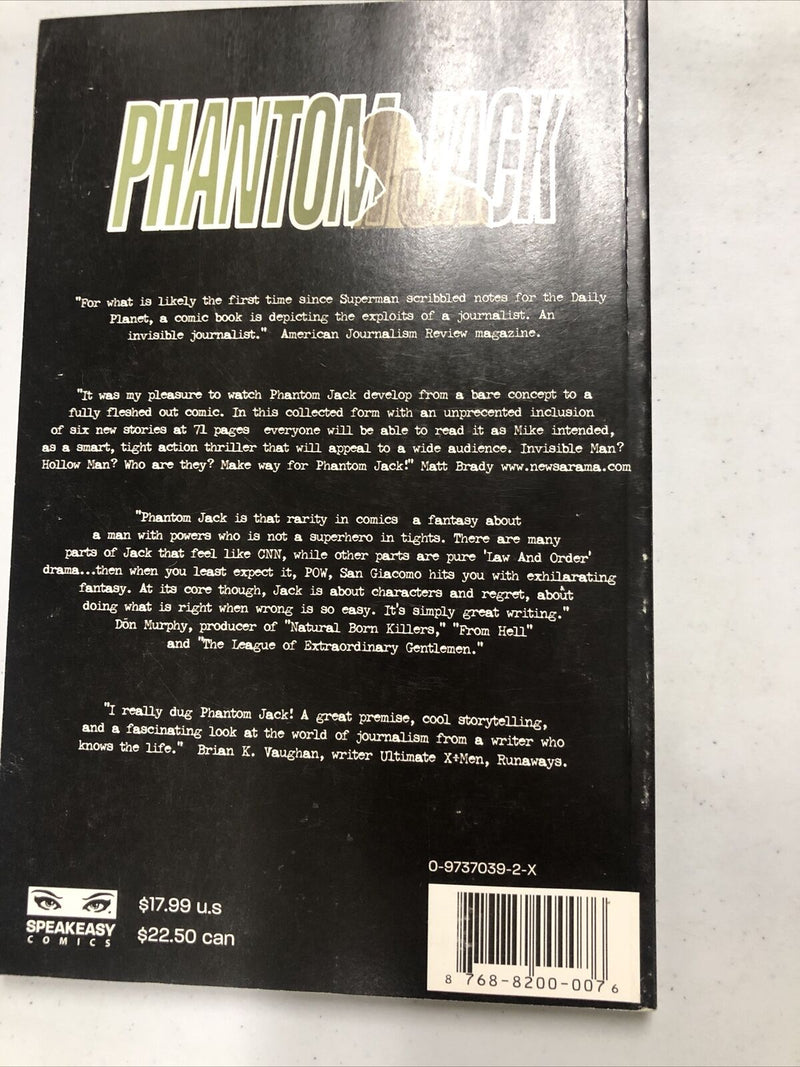 PHANTOM JACK
"For what is likely the first time since Superman scribbled notes for the Daily
Planet, a comic book is depicting the exploits of a journalist. An
invisible journalist." American Journalism Review magazine.
"It was my pleasure to watch Phantom Jack develop from a bare concept to a
fully fleshed out comic. In this collected form with an unprecented inclusion
of six new stories at 71 pages everyone will be able to read it as Mike intended,
as a smart, tight action thriller that will appeal to a wide audience. Invisible Man?
Hollow Man? Who are they? Make way for Phantom Jack!" Matt Brady www.newsarama.com
"Phantom Jack is that rarity in comics a fantasy about
a man with powers who is not a superhero in tights. There are many
parts of Jack that feel like CNN, while other parts are pure 'Law And Order'
drama...then when you least expect it, POW, San Giacomo hits you with exhilarating
fantasy. At its core though, Jack is about characters and regret, about
doing what is right when wrong is so easy. It's simply great writing."
Don Murphy, producer of "Natural Born Killers," "From Hell"
and "The League of Extraordinary Gentlemen."
"I really dug Phantom Jack! A great premise, cool storytelling,
and a fascinating look at the world of journalism from a writer who
knows the life." Brian K. Vaughan, writer Ultimate X-Men, Runaways.
0-9737039-2-X
SPEAKEASY
COMICS
$17.99 u.s
$22.50 can
8 768-8200-007 6